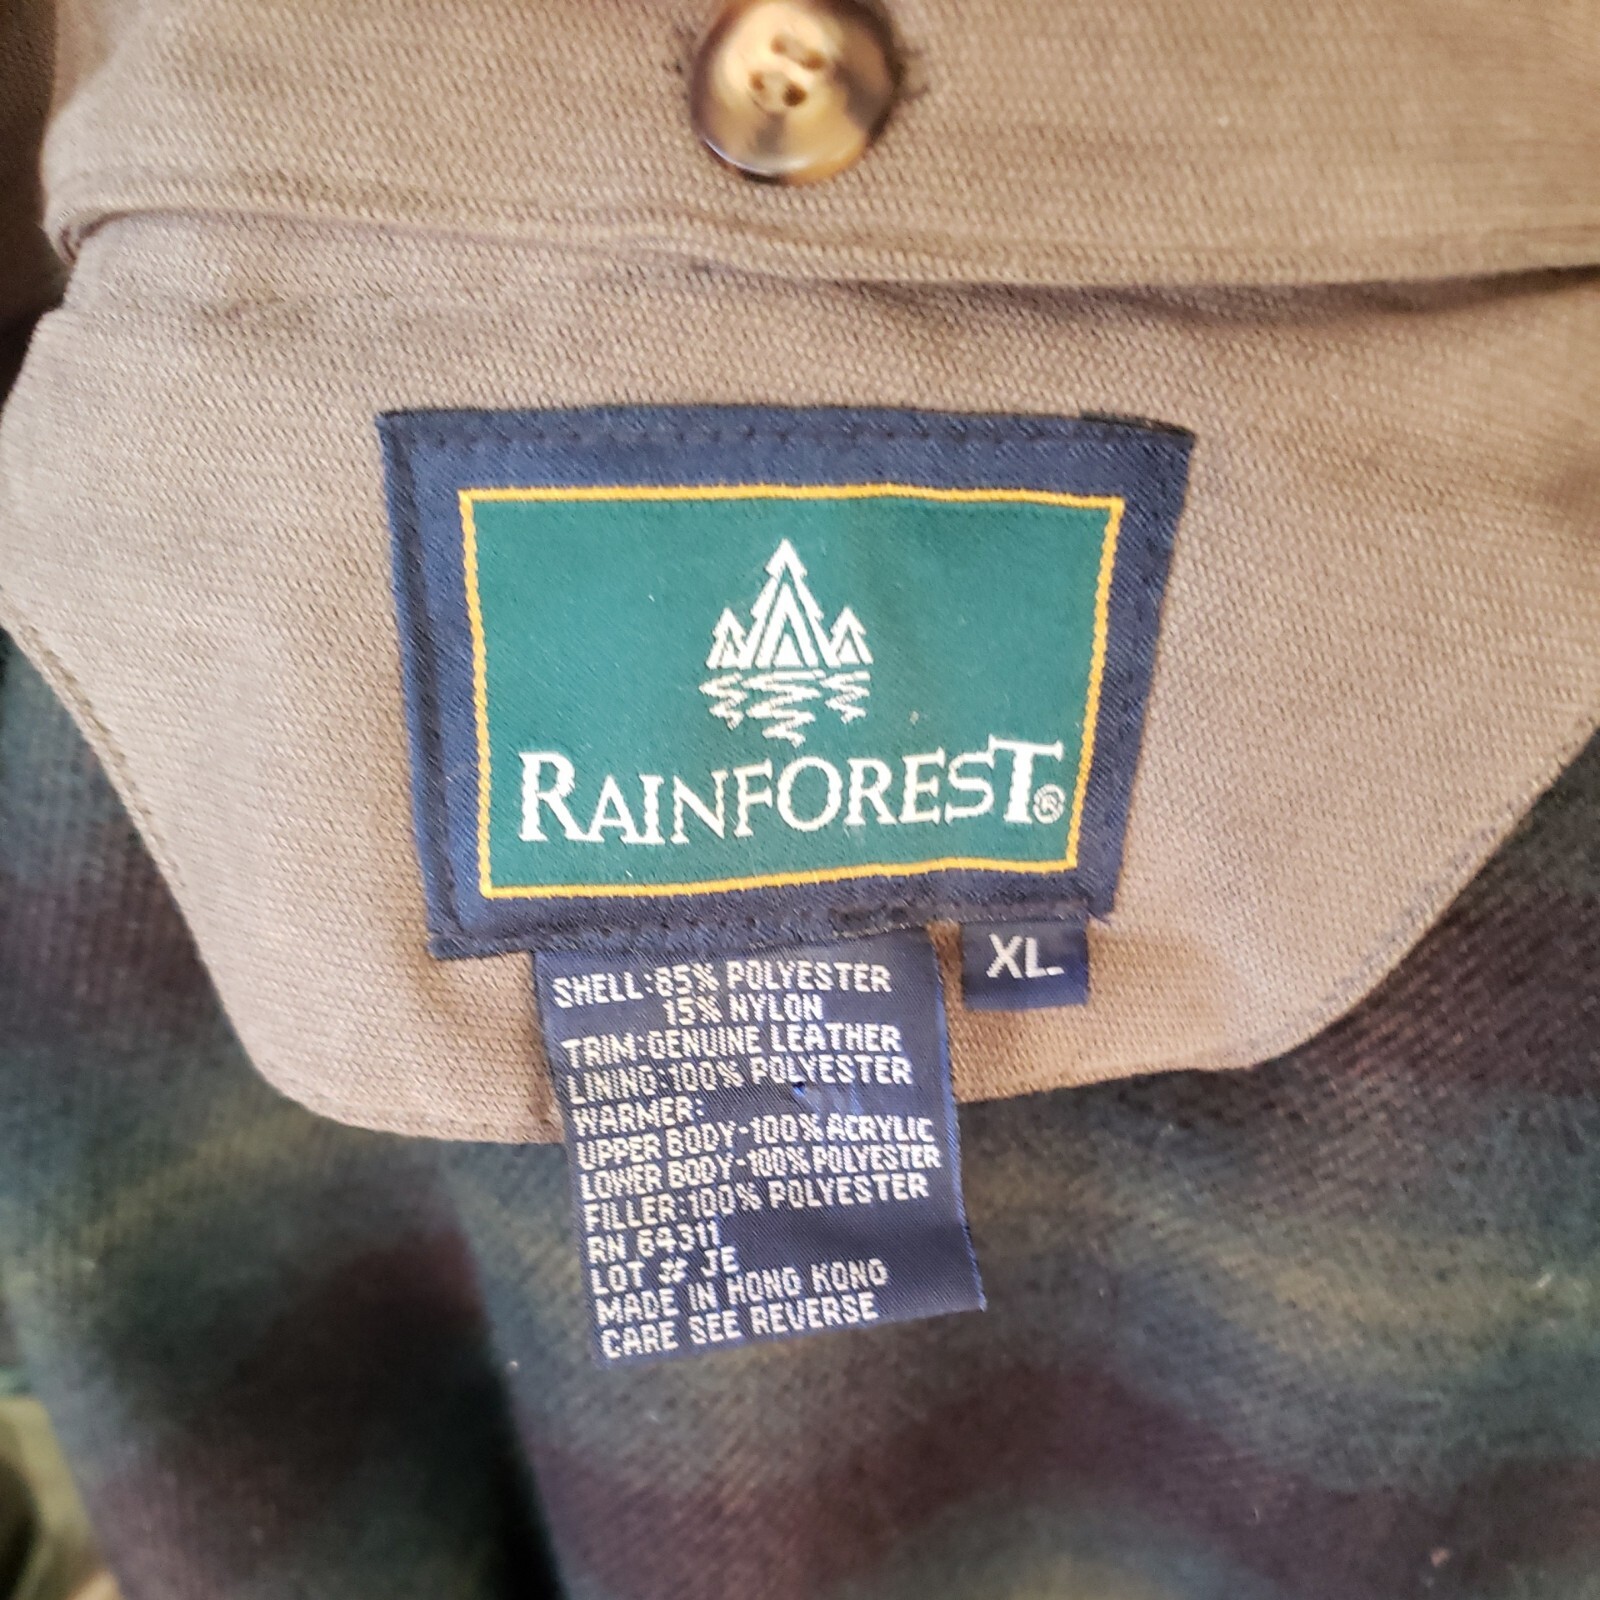 RAINFOREST®
XL
SHELL:85% POLYESTER
15% NYLON
TRIM:GENUINE LEATHER
LINING:100% POLYESTER
WARMER:
UPPER BODY-100% ACRYLIC
LOWER BODY-100% POLYESTER
FILLER:100% POLYESTER
RN 64311
LOT # JE
MADE IN HONG KONG
CARE SEE REVERSE